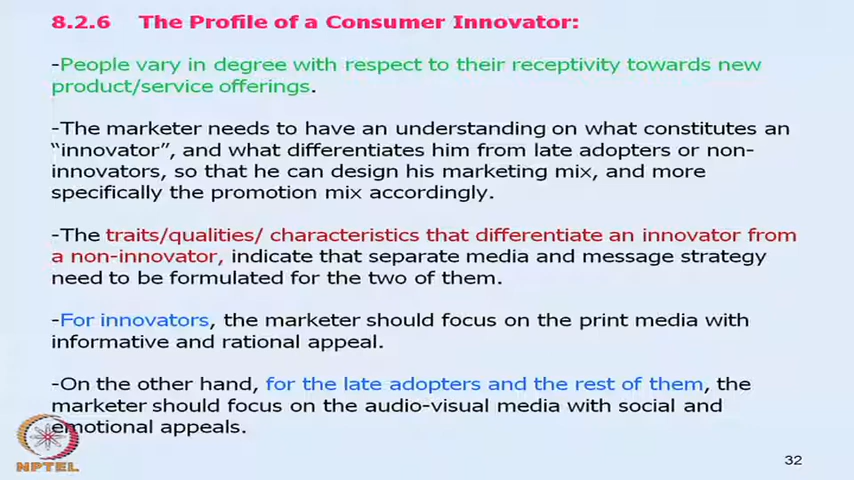 8.2.6 The Profile of a Consumer Innovator:
-People vary in degree with respect to their receptivity towards new
product/service offerings.
-The marketer needs to have an understanding on what constitutes an
“innovator”, and what differentiates him from late adopters or non-
innovators, so that he can design his marketing mix, and more
specifically the promotion mix accordingly.
-The traits/qualities/ characteristics that differentiate an innovator from
a non-innovator, indicate that separate media and message strategy
need to be formulated for the two of them.
-For innovators, the marketer should focus on the print media with
informative and rational appeal.
-On the other hand, for the late adopters and the rest of them, the
marketer should focus on the audio-visual media with social and
emotional appeals.
NPTEL
32